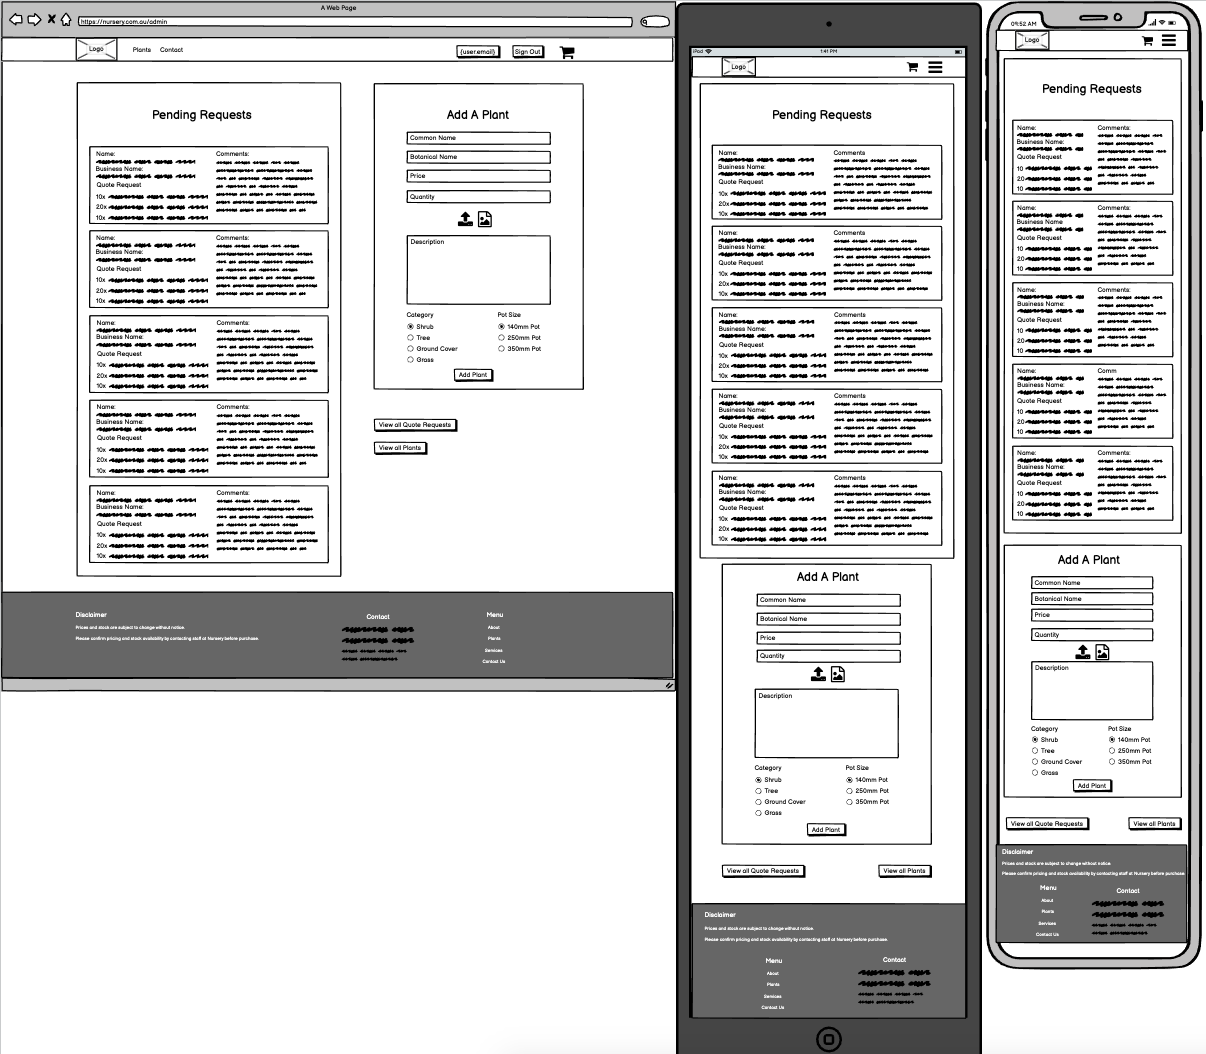 A Web Page
https://nursery.com.au/admin
Logo
Plants
Contact
{user.email}
Sign Out
Pending Requests
Name:
Comments:
Business Name:
Quote Request
10x
20x
10x
Name:
Comments:
Business Name:
Quote Request
10x
20x
10x
Name:
Comments:
Business Name:
Quote Request
10x
20x
10x
Name:
Comments:
Business Name:
Quote Request
10x
20x
10x
Name:
Comments:
Business Name:
Quote Request
10x
20x
10x
Add A Plant
Common Name
Botanical Name
Price
Quantity
Description
Category
Pot Size
Shrub
140mm Pot
Tree
250mm Pot
Ground Cover
350mm Pot
Grass
Add Plant
View all Quote Requests
View all Plants
Disclaimer
Prices and stock are subject to change without notice.
Please confirm pricing and stock availability by contacting staff at Nursery before purchase.
Contact
Menu
About
Plants
Services
Contact Us
iPad
1:41 PM
Logo
Pending Requests
Name:
Comments
Business Name:
Quote Request
10x
20x
10x
Name:
Comments:
Business Name:
Quote Request
10x
20x
10x
Name:
Comments:
Business Name:
Quote Request
10x
20x
10x
Name:
Comments:
Business Name:
Quote Request
10x
20x
10x
Name:
Comments:
Business Name:
Quote Request
10x
20x
10x
Add A Plant
Common Name
Botanical Name
Price
Quantity
Description
Category
Pot Size
Shrub
140mm Pot
Tree
250mm Pot
Ground Cover
350mm Pot
Grass
Add Plant
View all Quote Requests
View all Plants
Disclaimer
Prices and stock are subject to change without notice.
Please confirm pricing and stock availability by contacting staff at Nursery before purchase.
Menu
Contact
About
Plants
Services
Contact Us
09:52 AM
Logo
Pending Requests
Name:
Comments:
Business Name:
Quote Request
10
20
10
Name:
Comments:
Business Name
Quote Request
10
20
10
Name:
Comments:
Business Name:
Quote Request
10
20
10
Name:
Comm
Business Name:
Quote Request
10
20
10
Name:
Comments:
Business Name:
Quote Request
10
20
10
Add A Plant
Common Name
Botanical Name
Price
Quantity
Description
Category
Pot Size
Shrub
140mm Pot
Tree
250mm Pot
Ground Cover
350mm Pot
Grass
Add Plant
View all Quote Requests
View all Plants
Disclaimer
Prices and stock are subject to change without notice.
Please confirm pricing and stock availability by contacting staff at Nursery before purchase.
Menu
Contact
About
Plants
Services
Contact Us